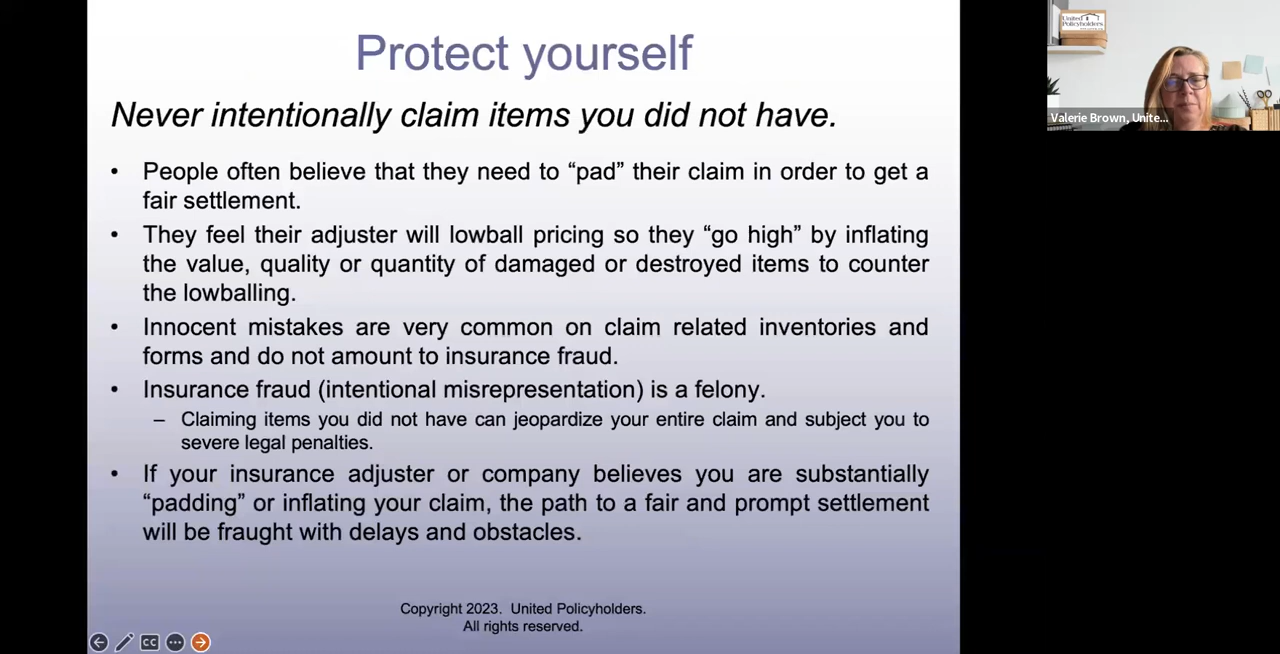 Protect yourself
Never intentionally claim items you did not have.
• People often believe that they need to “pad” their claim in order to get a
fair settlement.
• They feel their adjuster will lowball pricing so they “go high” by inflating
the value, quality or quantity of damaged or destroyed items to counter
the lowballing.
• Innocent mistakes are very common on claim related inventories and
forms and do not amount to insurance fraud.
• Insurance fraud (intentional misrepresentation) is a felony.
– Claiming items you did not have can jeopardize your entire claim and subject you to
severe legal penalties.
• If your insurance adjuster or company believes you are substantially
“padding” or inflating your claim, the path to a fair and prompt settlement
will be fraught with delays and obstacles.
Copyright 2023. United Policyholders.
All rights reserved.
CC
United
Policyholders
Valerie Brown, Unite...